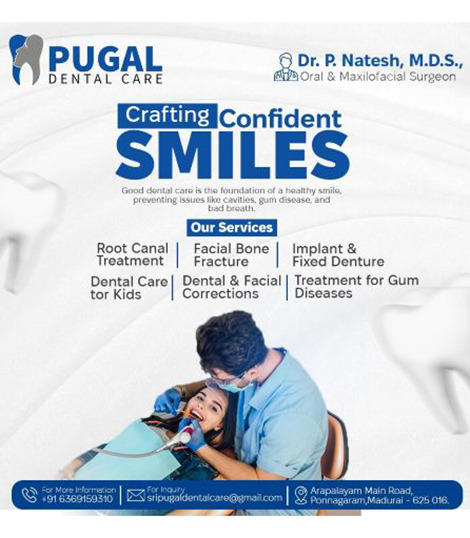 PUGAL
DENTAL CARE
Dr. P. Natesh, M.D.S.,
Oral & Maxilofacial Surgeon
Crafting Confident
SMILES
Good dental care is the foundation of a healthy smile,
preventing issues like cavities, gum disease, and
bad breath.
Our Services
Root Canal
Treatment
Facial Bone
Fracture
Implant &
Fixed Denture
Dental Care
for Kids
Dental & Facial
Corrections
Treatment for Gum
Diseases
For More Information
+91 6369159310
For Inquiry
sripugaldentalcare@gmail.com
Arapalayam Main Road,
Ponnagaram,Madurai - 625 016.